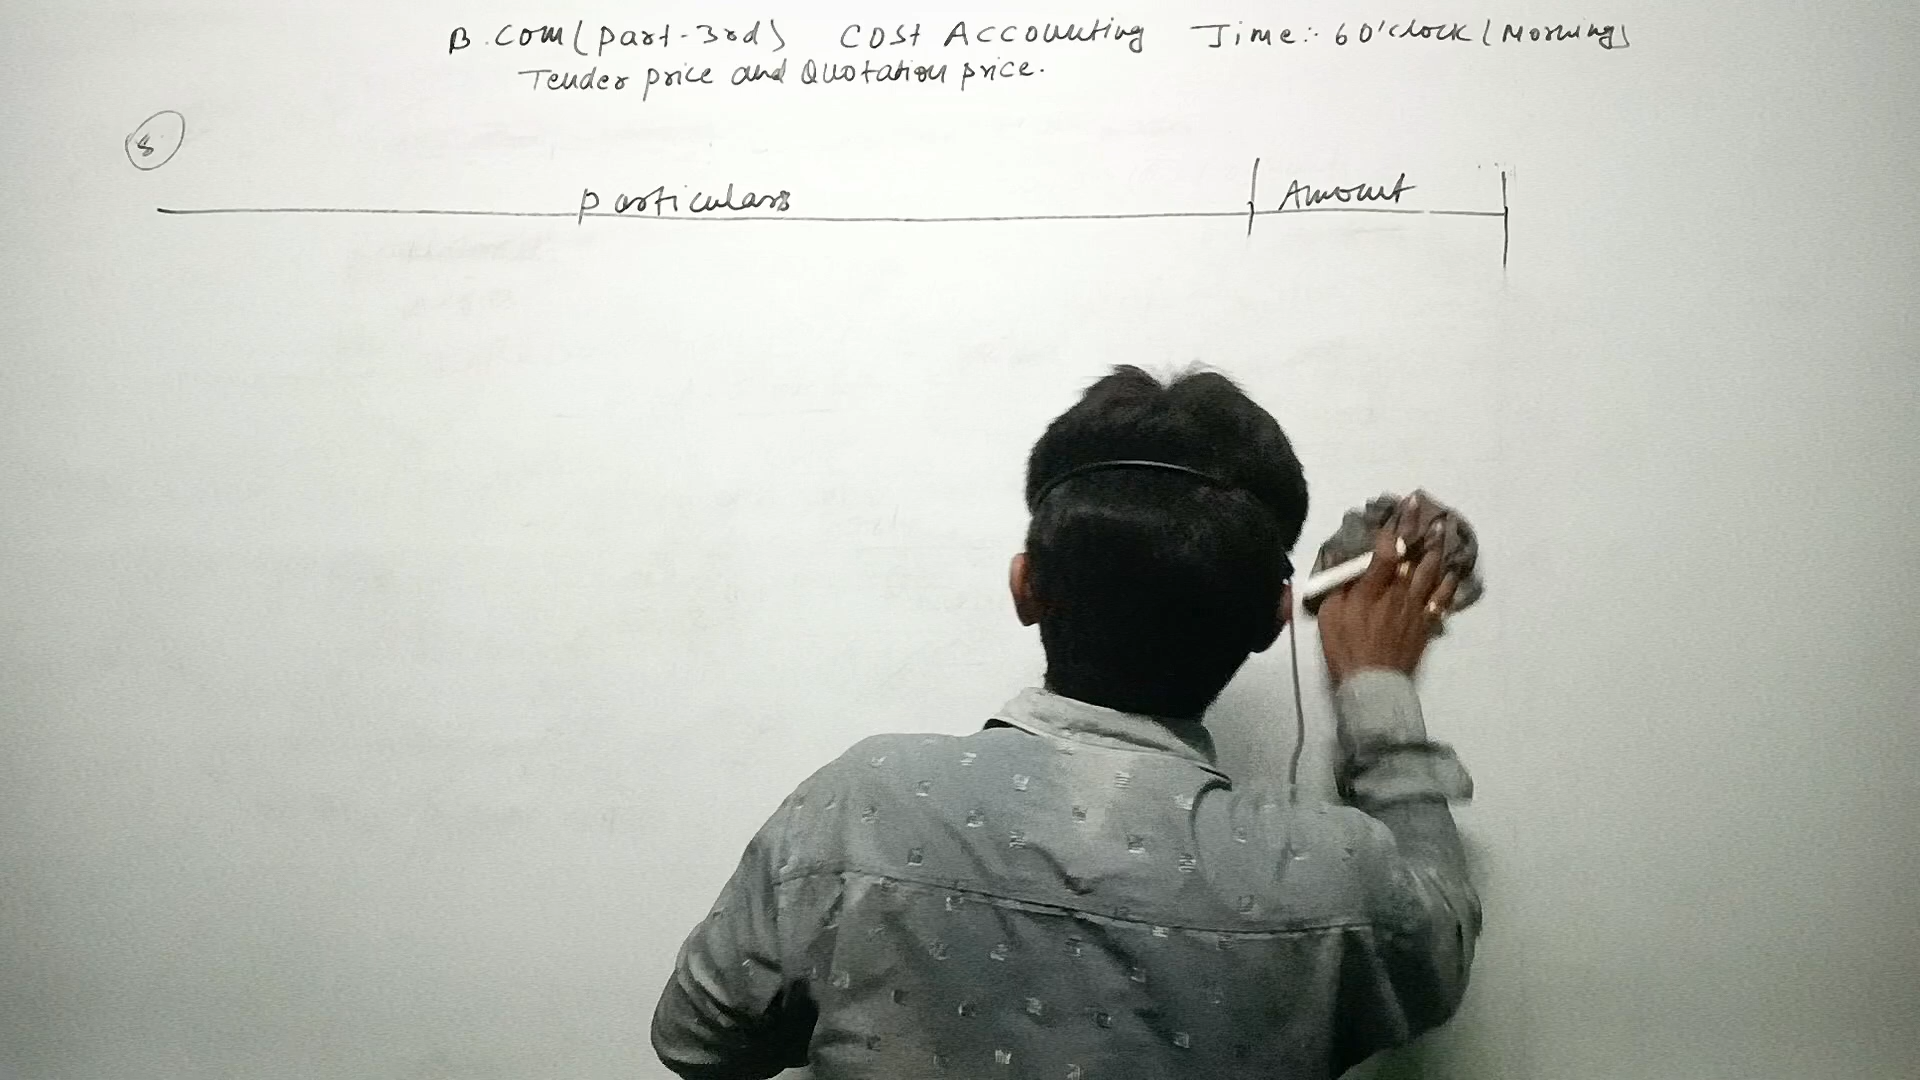 B.Com (Part-3rd) Cost Accounting Time:- 6 O'clock (Morning)
Tender price and Quotation price.
8
Particulars Amount